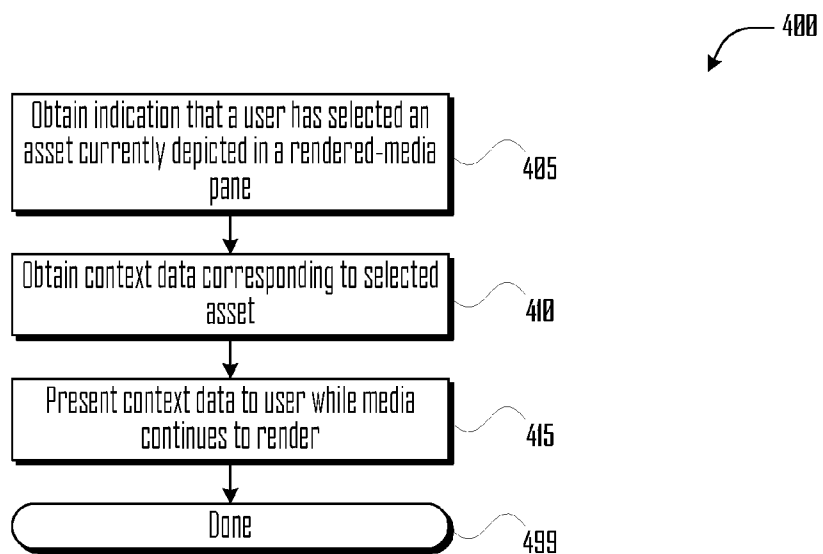 400
Obtain indication that a user has selected an
asset currently depicted in a rendered-media
pane
405
Obtain context data corresponding to selected
asset
410
Present context data to user while media
continues to render
415
Done
499